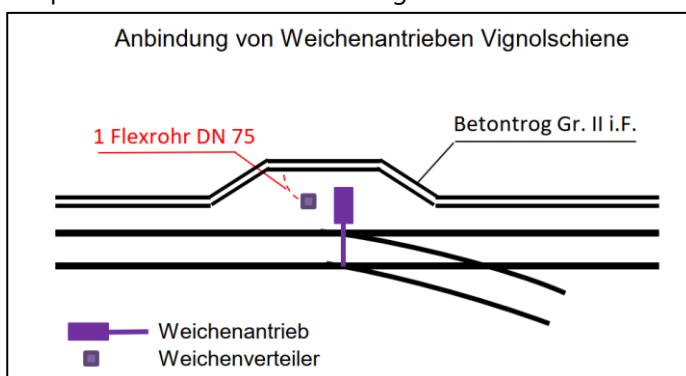 Anbindung von Weichenantrieben Vignolschiene
1 Flexrohr DN 75
Betontrog Gr. II i.F.
Weichenantrieb
Weichenverteiler